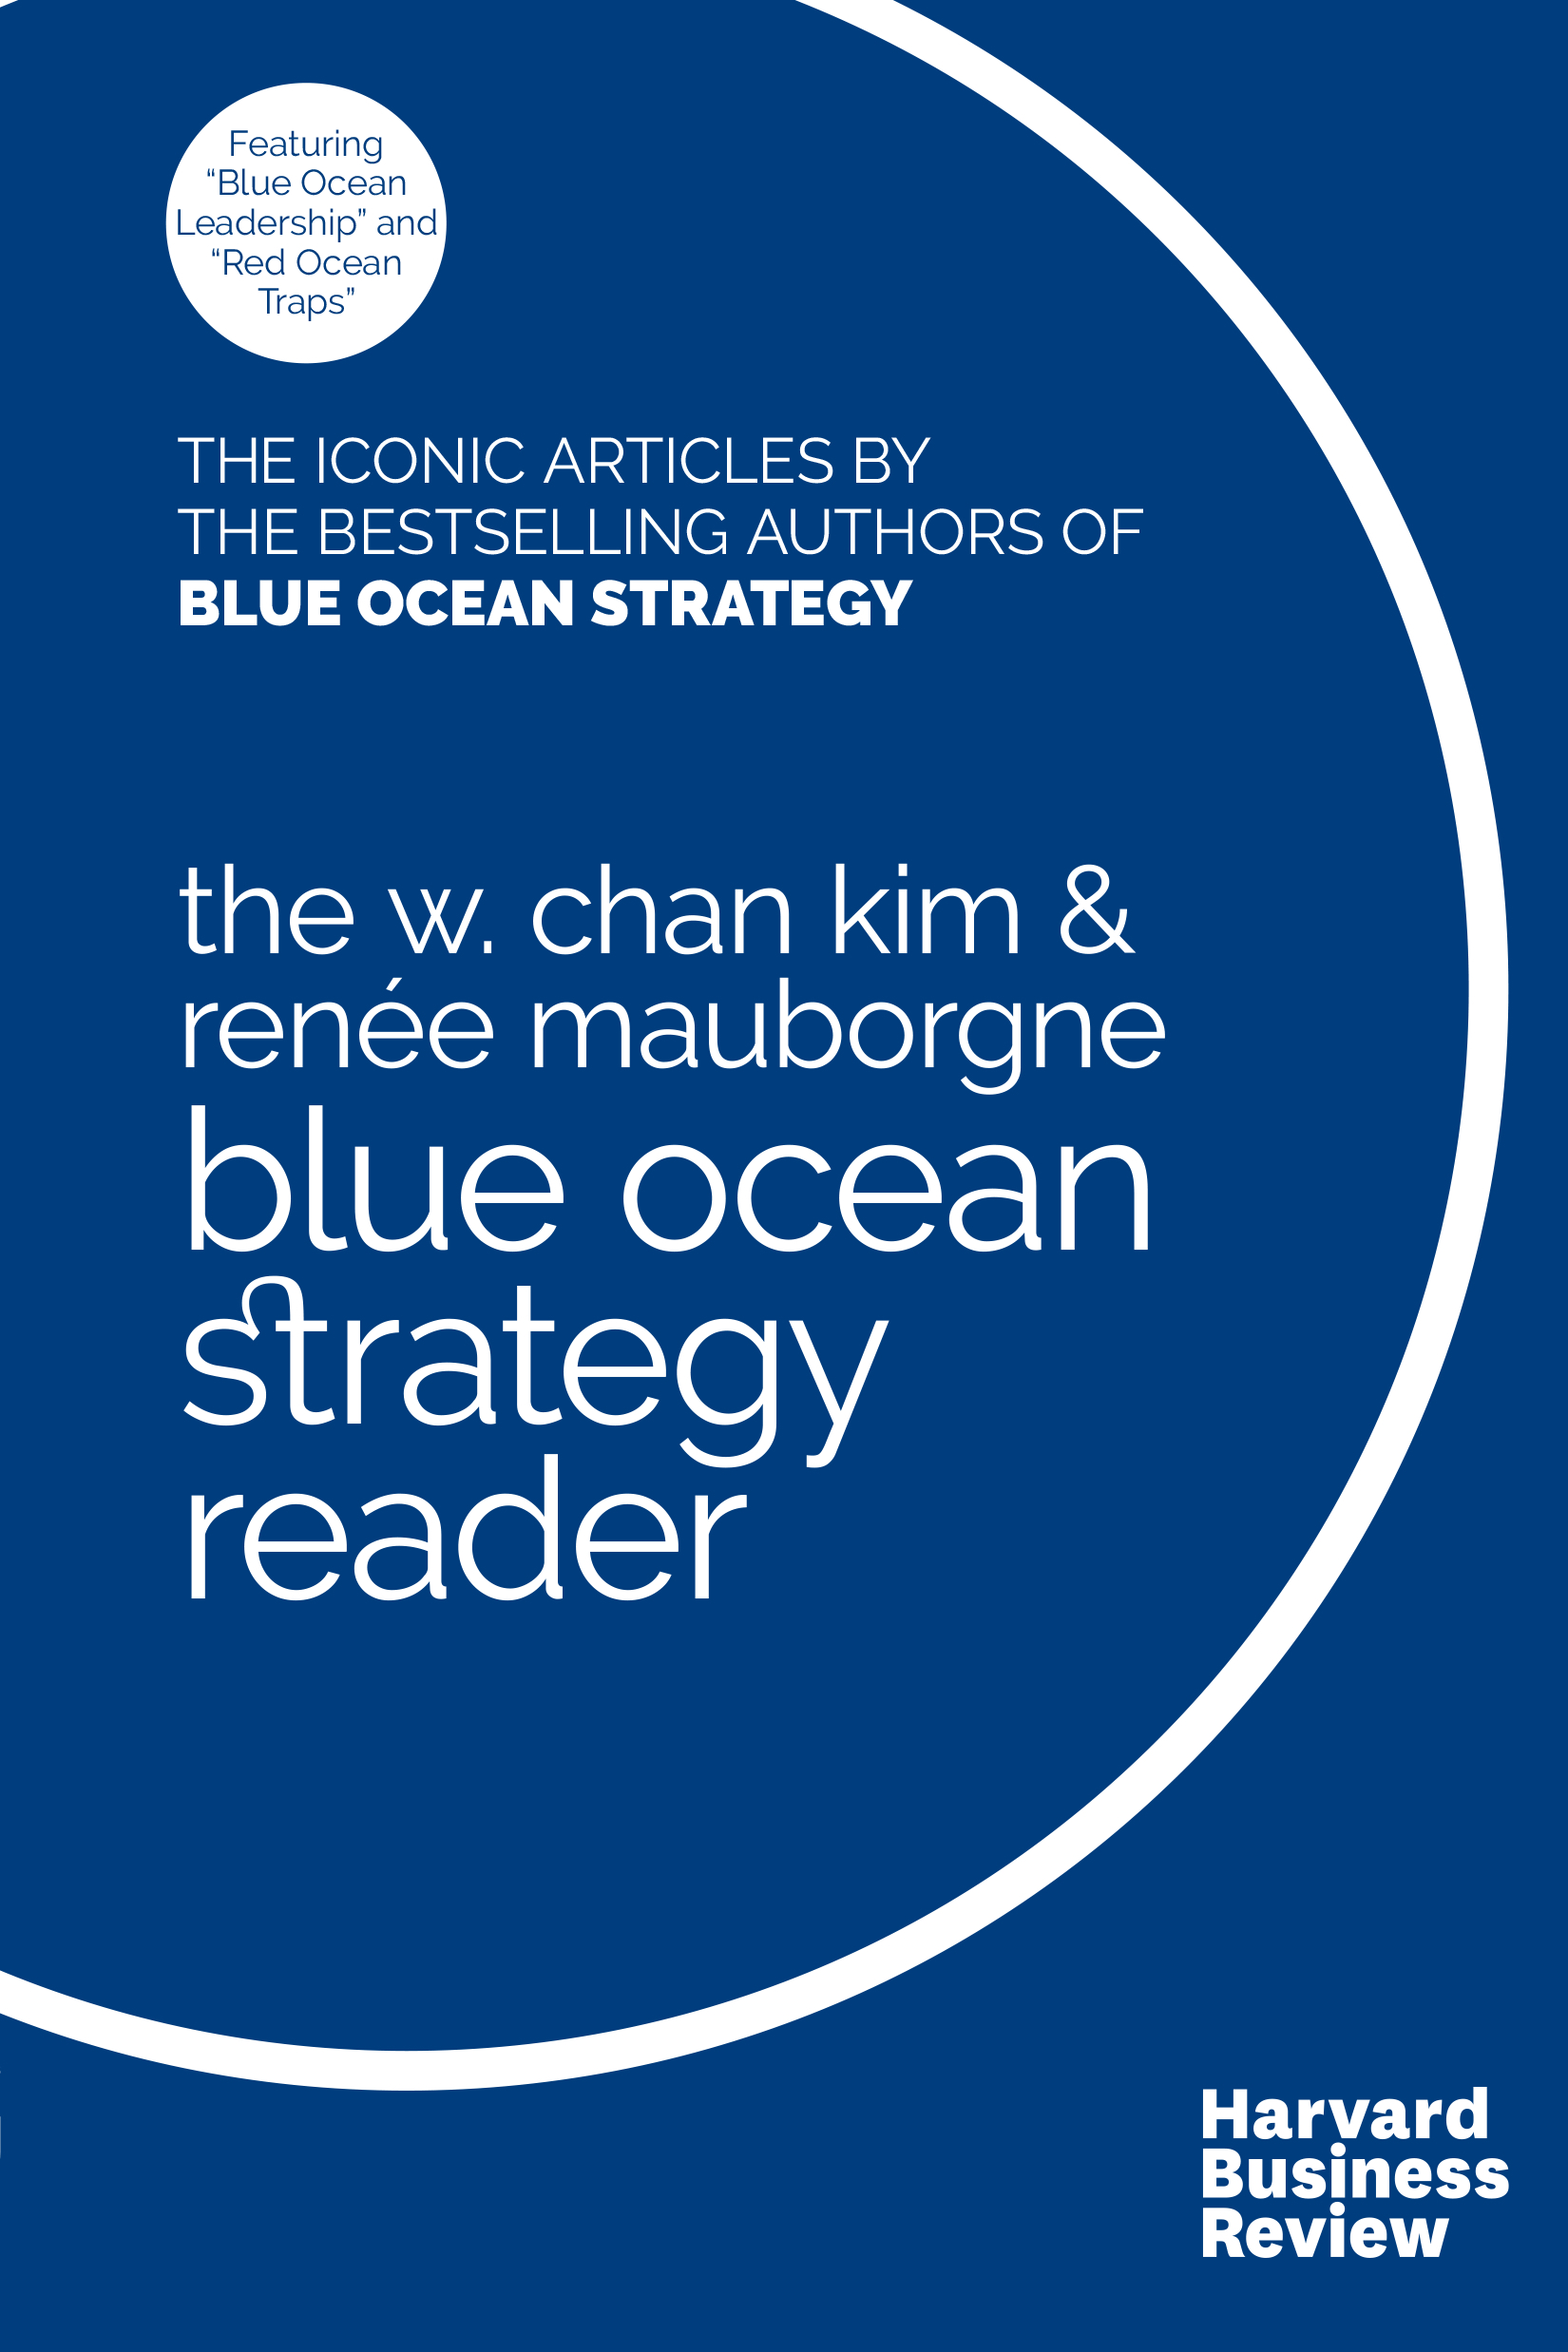 Featuring
“Blue Ocean
Leadership” and
“Red Ocean
Traps”
THE ICONIC ARTICLES BY
THE BESTSELLING AUTHORS OF
BLUE OCEAN STRATEGY
the w. chan kim &
renée mauborgne
blue ocean
strategy
reader
Harvard
Business
Review